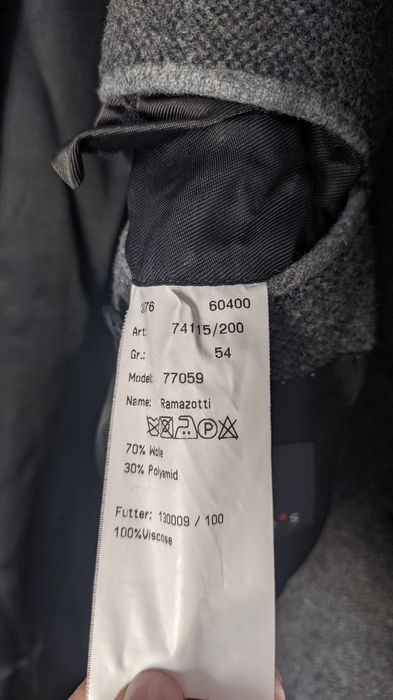 60400
Art: 74115/200
Gr.: 54
Model: 77059
Name: Ramazotti
P
70% Wole
30% Polyamid
Futter: 130009 / 100
100%Viscose